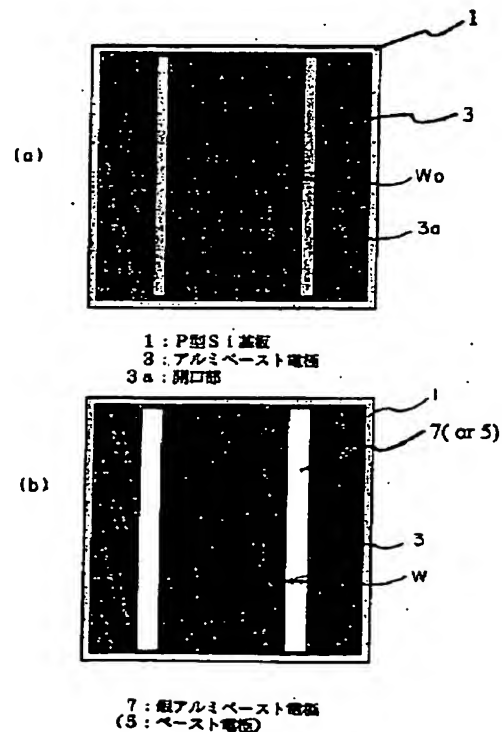 1
3
(a)
Wo
3a
1：P型Si基板
3：アルミペースト電極
3a：開口部
1
7(or 5)
(b)
3
W
7：銀アルミペースト電極
(5：ペースト電極)